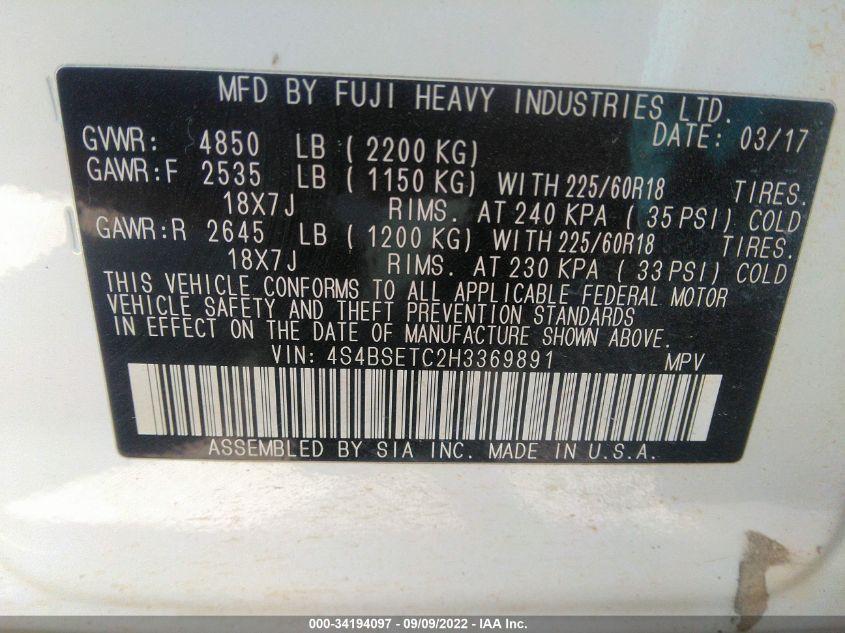 MFD BY FUJI HEAVY INDUSTRIES LTD.
DATE: 03/17
GVWR: 4850 LB ( 2200 KG)
GAWR:F 2535 LB ( 1150 KG) WITH 225/60R18 TIRES.
18X7J RIMS. AT 240 KPA ( 35 PSI) COLD
GAWR:R 2645 LB ( 1200 KG) WITH 225/60R18 TIRES.
18X7J RIMS. AT 230 KPA ( 33 PSI) COLD
THIS VEHICLE CONFORMS TO ALL APPLICABLE FEDERAL MOTOR
VEHICLE SAFETY AND THEFT PREVENTION STANDARDS
IN EFFECT ON THE DATE OF MANUFACTURE SHOWN ABOVE.
VIN: 4S4BSETC2H3369891 MPV
ASSEMBLED BY SIA INC. MADE IN U.S.A.
000-34194097 - 09/09/2022 - IAA Inc.